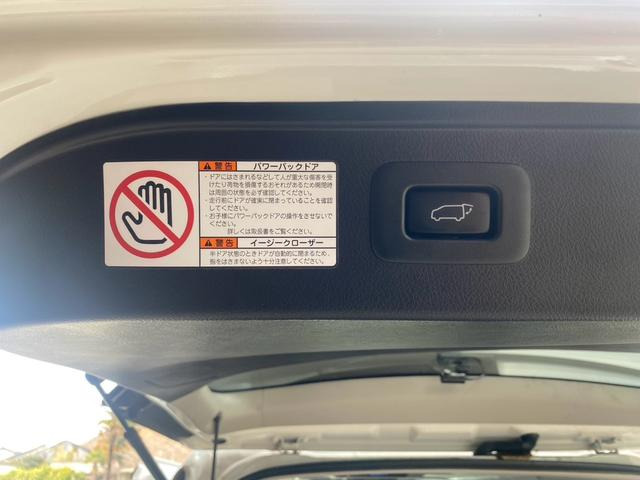 警告 パワーバックドア
・ドアにはさまれるなどして人が重大な傷害を
受けたり荷物を損傷するおそれがあるため開閉時
は周囲の状態を必ず確認してください。
・走行前にドアが確実に閉まっていることを確認
してください。
・お子様にパワーバックドアの操作をさせないで
ください。
詳しくは取扱書をご覧ください。
警告 イージークローザー
半ドア状態のときドアが自動的に閉まるため、
指をはさまないよう十分注意してください。